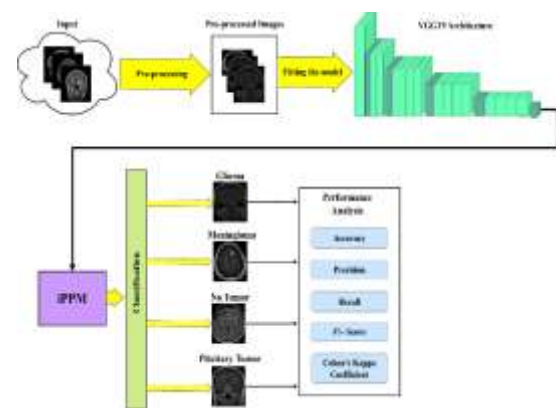 Input
Pre-processed Images
VGG19 Architecture
Pre-processing
Fitting the model
Glioma
Meningioma
No Tumor
Pituitary Tumor
iPPM
Classification
Performance
Analysis
Accuracy
Precision
Recall
F1- Score
Cohen's Kappa
Coefficient